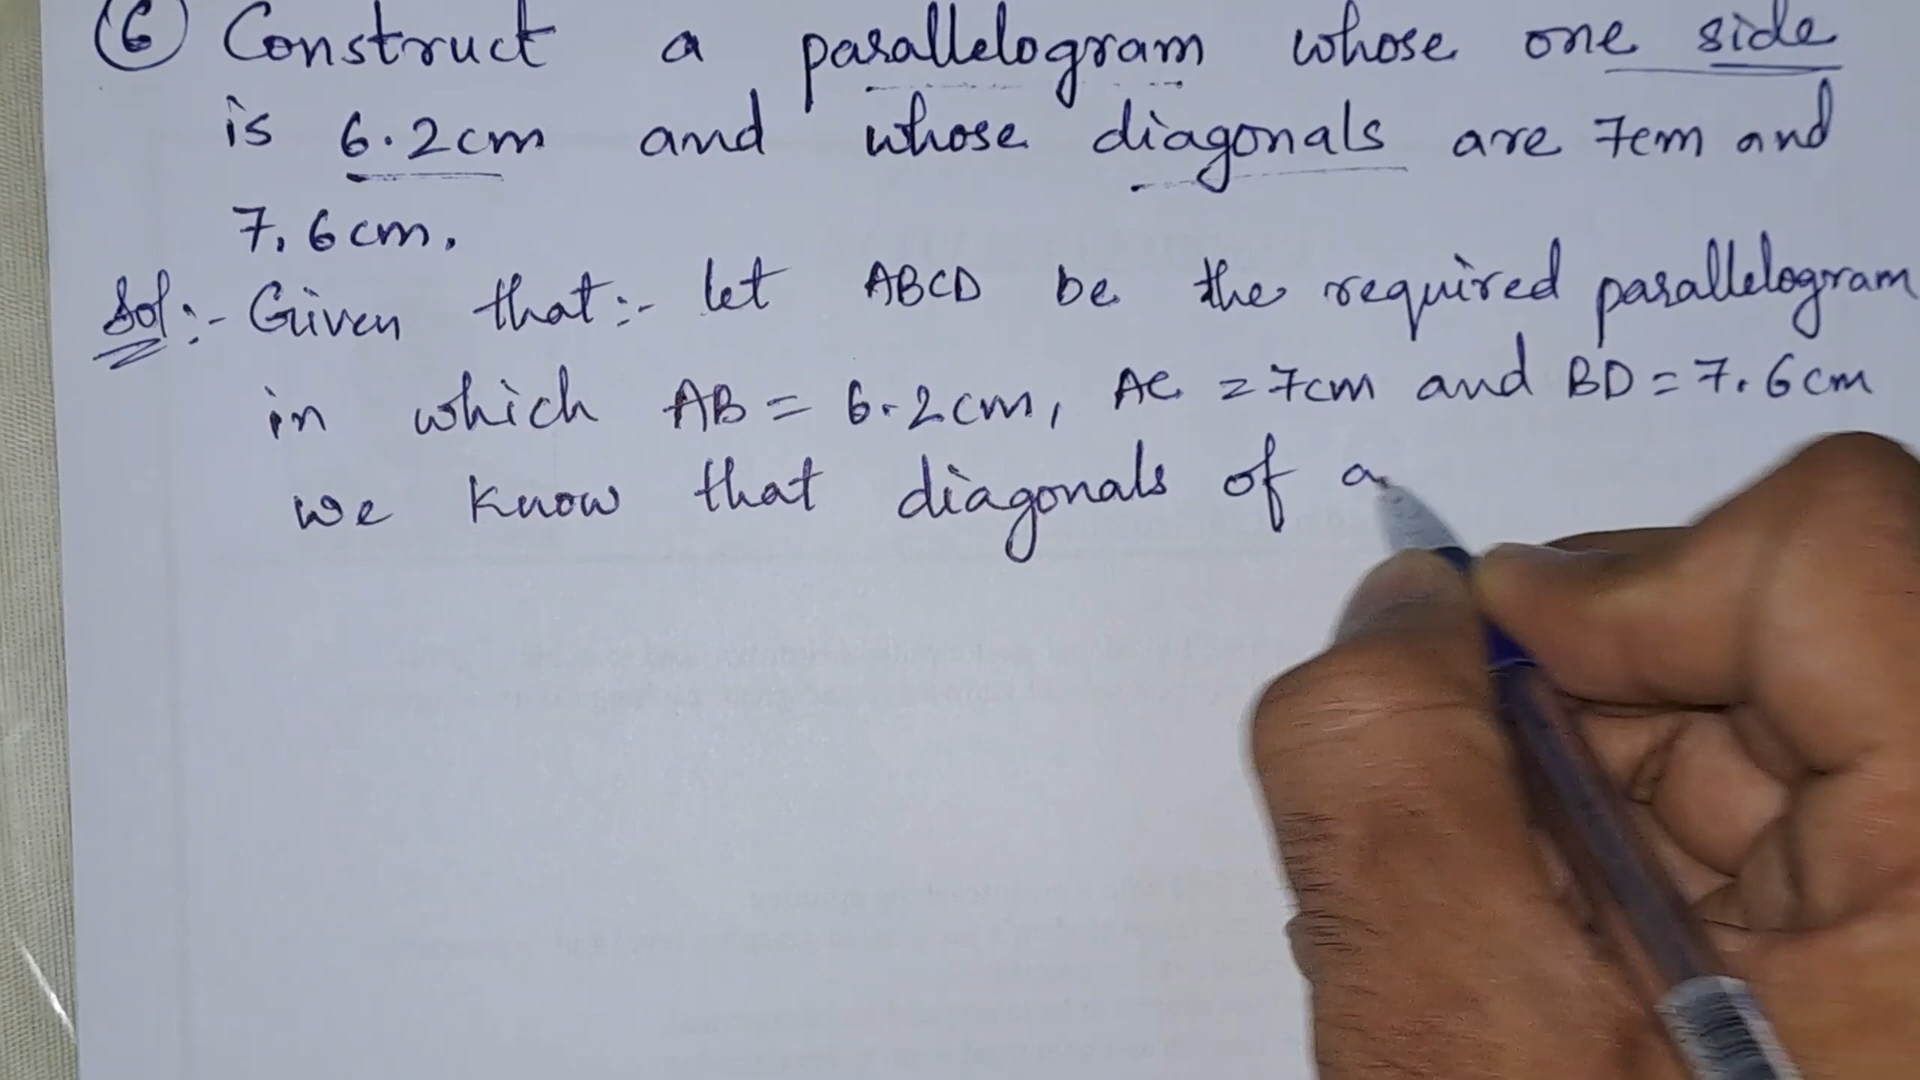 6 Construct a parallelogram whose one side
is 6.2cm and whose diagonals are 7cm and
7.6cm.
Sol:- Given that:- let ABCD be the required parallelogram
in which AB = 6.2cm, AC = 7cm and BD = 7.6cm
we know that diagonals of a